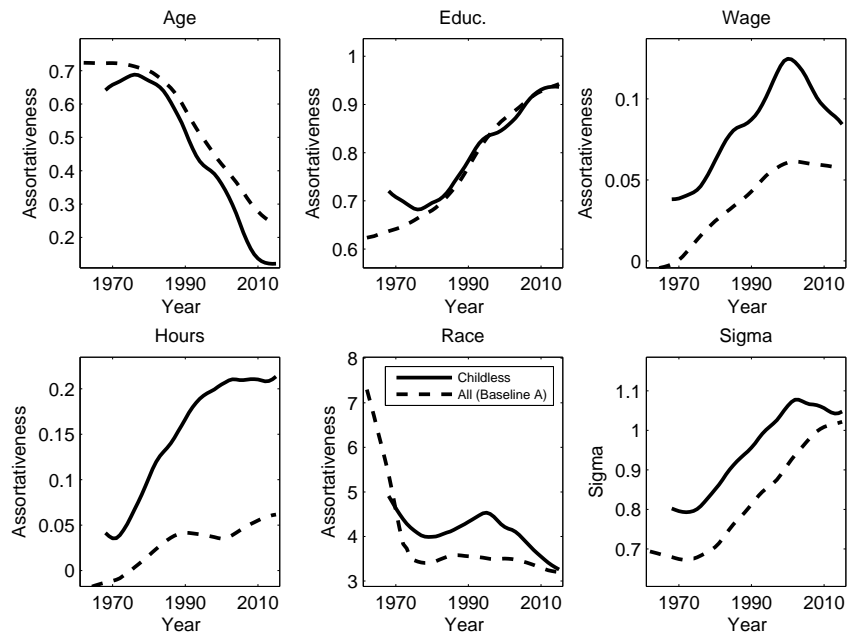 Age
Assortativeness
0.7
0.6
0.5
0.4
0.3
0.2
1970 1990 2010
Year
Educ.
Assortativeness
1
0.9
0.8
0.7
0.6
1970 1990 2010
Year
Wage
Assortativeness
0.1
0.05
0
1970 1990 2010
Year
Hours
Assortativeness
0.2
0.15
0.1
0.05
0
1970 1990 2010
Year
Race
Assortativeness
8
7
6
5
4
3
Childless
All (Baseline A)
1970 1990 2010
Year
Sigma
Sigma
1.1
1
0.9
0.8
0.7
1970 1990 2010
Year